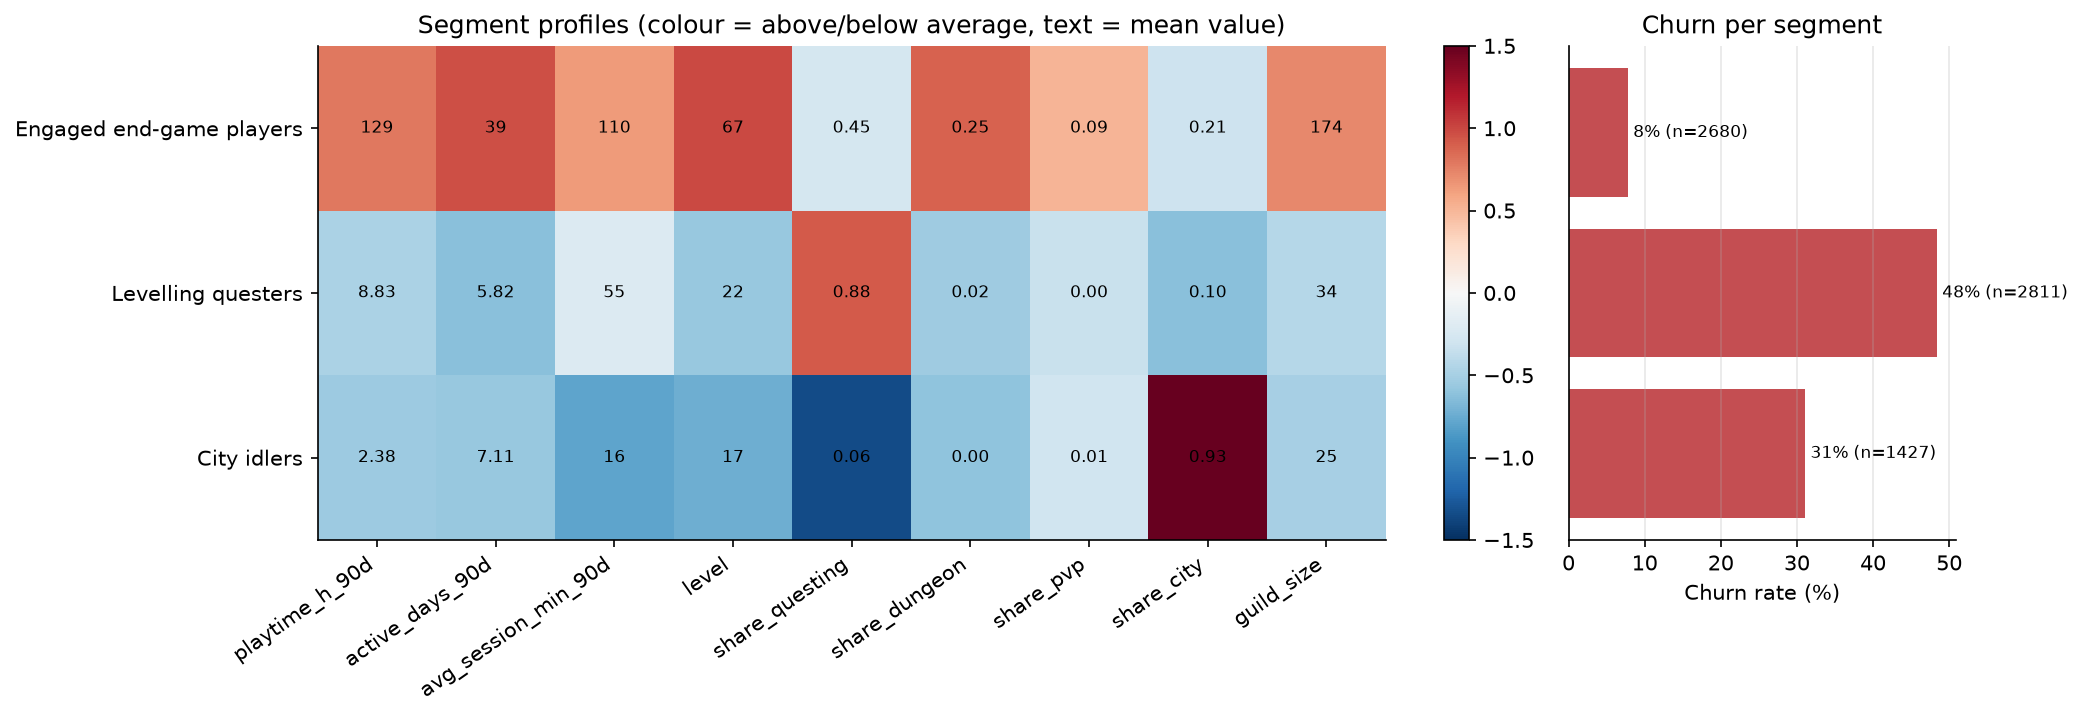 Segment profiles (colour = above/below average, text = mean value)
Churn per segment
Engaged end-game players 129 39 110 67 0.45 0.25 0.09 0.21 174
Levelling questers 8.83 5.82 55 22 0.88 0.02 0.00 0.10 34
City idlers 2.38 7.11 16 17 0.06 0.00 0.01 0.93 25
playtime_h_90d
active_days_90d
avg_session_min_90d
level
share_questing
share_dungeon
share_pvp
share_city
guild_size
1.5
1.0
0.5
0.0
−0.5
−1.0
−1.5
8% (n=2680)
48% (n=2811)
31% (n=1427)
0 10 20 30 40 50
Churn rate (%)